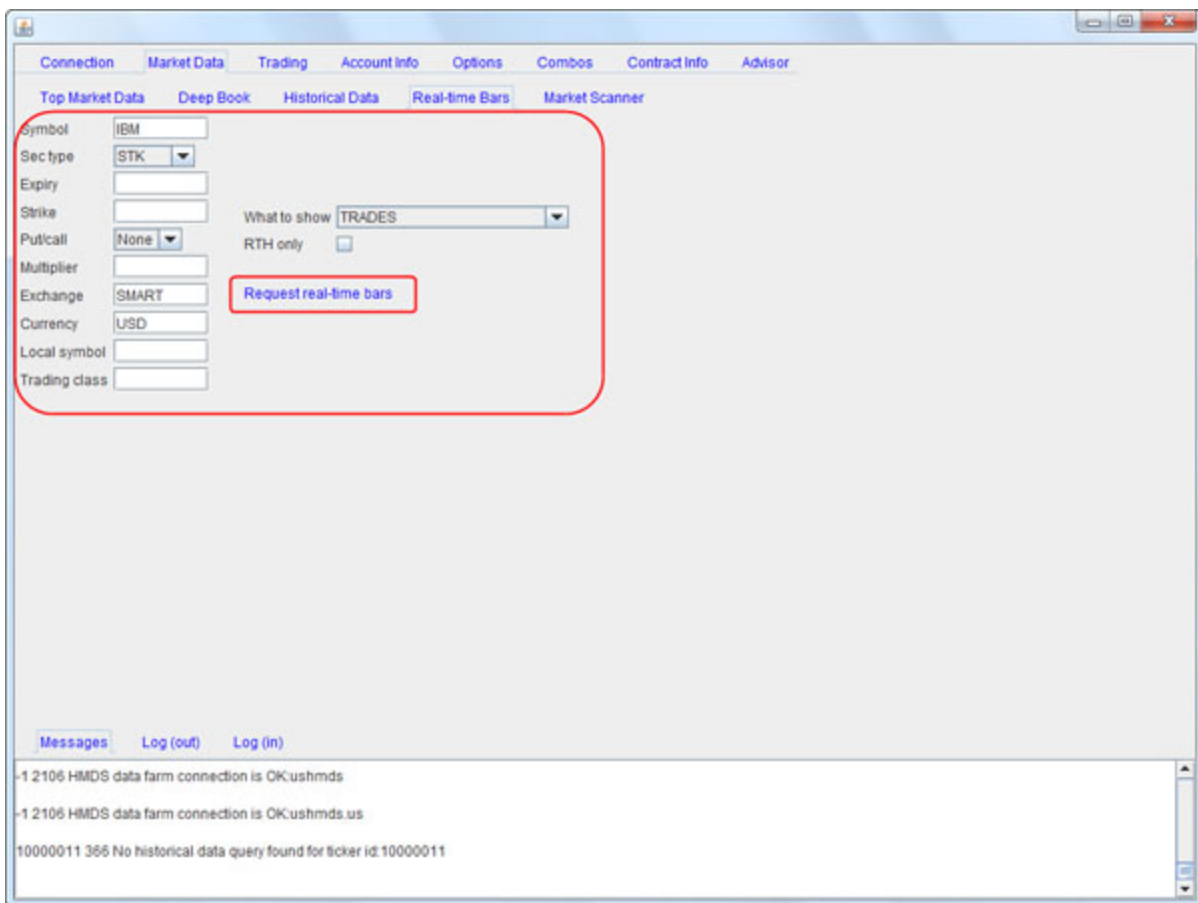 Connection Market Data Trading Account Info Options Combos Contract Info Advisor
Top Market Data Deep Book Historical Data Real-time Bars Market Scanner
Symbol IBM
Sec type STK
Expiry
Strike
What to show TRADES
Put/call None
RTH only
Multiplier
Exchange SMART
Request real-time bars
Currency USD
Local symbol
Trading class
Messages Log (out) Log (in)
-1 2106 HMDS data farm connection is OK:ushmds
-1 2106 HMDS data farm connection is OK:ushmds.us
10000011 366 No historical data query found for ticker id:10000011